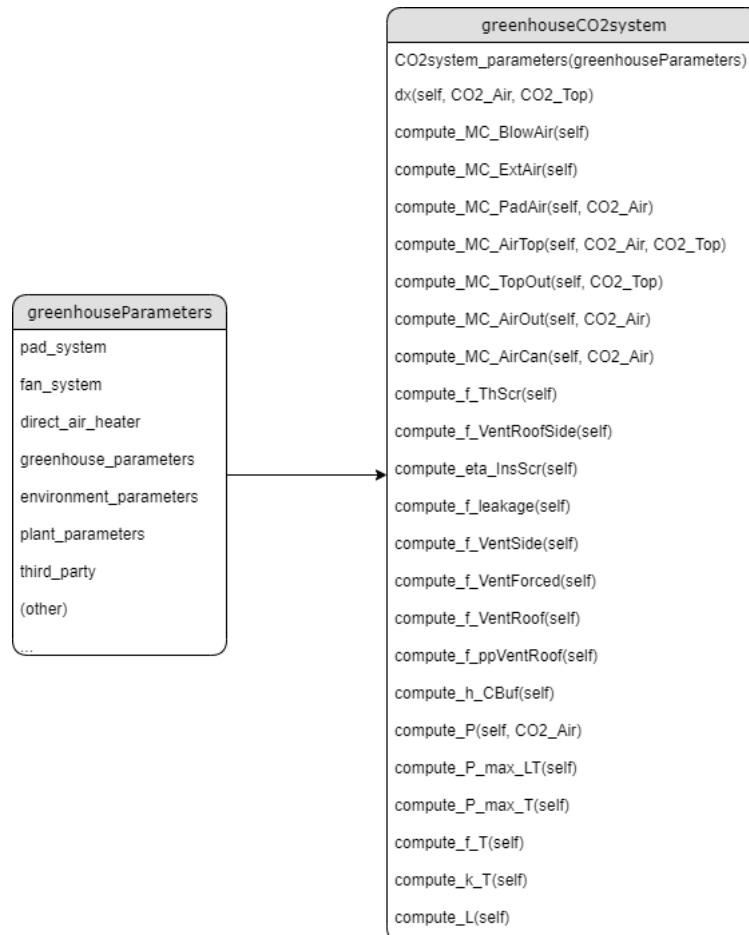 greenhouseParameters
pad_system
fan_system
direct_air_heater
greenhouse_parameters
environment_parameters
plant_parameters
third_party
(other)
...
greenhouseCO2system
CO2system_parameters(greenhouseParameters)
dx(self, CO2_Air, CO2_Top)
compute_MC_BlowAir(self)
compute_MC_ExtAir(self)
compute_MC_PadAir(self, CO2_Air)
compute_MC_AirTop(self, CO2_Air, CO2_Top)
compute_MC_TopOut(self, CO2_Top)
compute_MC_AirOut(self, CO2_Air)
compute_MC_AirCan(self, CO2_Air)
compute_f_ThScr(self)
compute_f_VentRoofSide(self)
compute_eta_InsScr(self)
compute_f_leakage(self)
compute_f_VentSide(self)
compute_f_VentForced(self)
compute_f_VentRoof(self)
compute_f_ppVentRoof(self)
compute_h_CBuf(self)
compute_P(self, CO2_Air)
compute_P_max_LT(self)
compute_P_max_T(self)
compute_f_T(self)
compute_k_T(self)
compute_L(self)